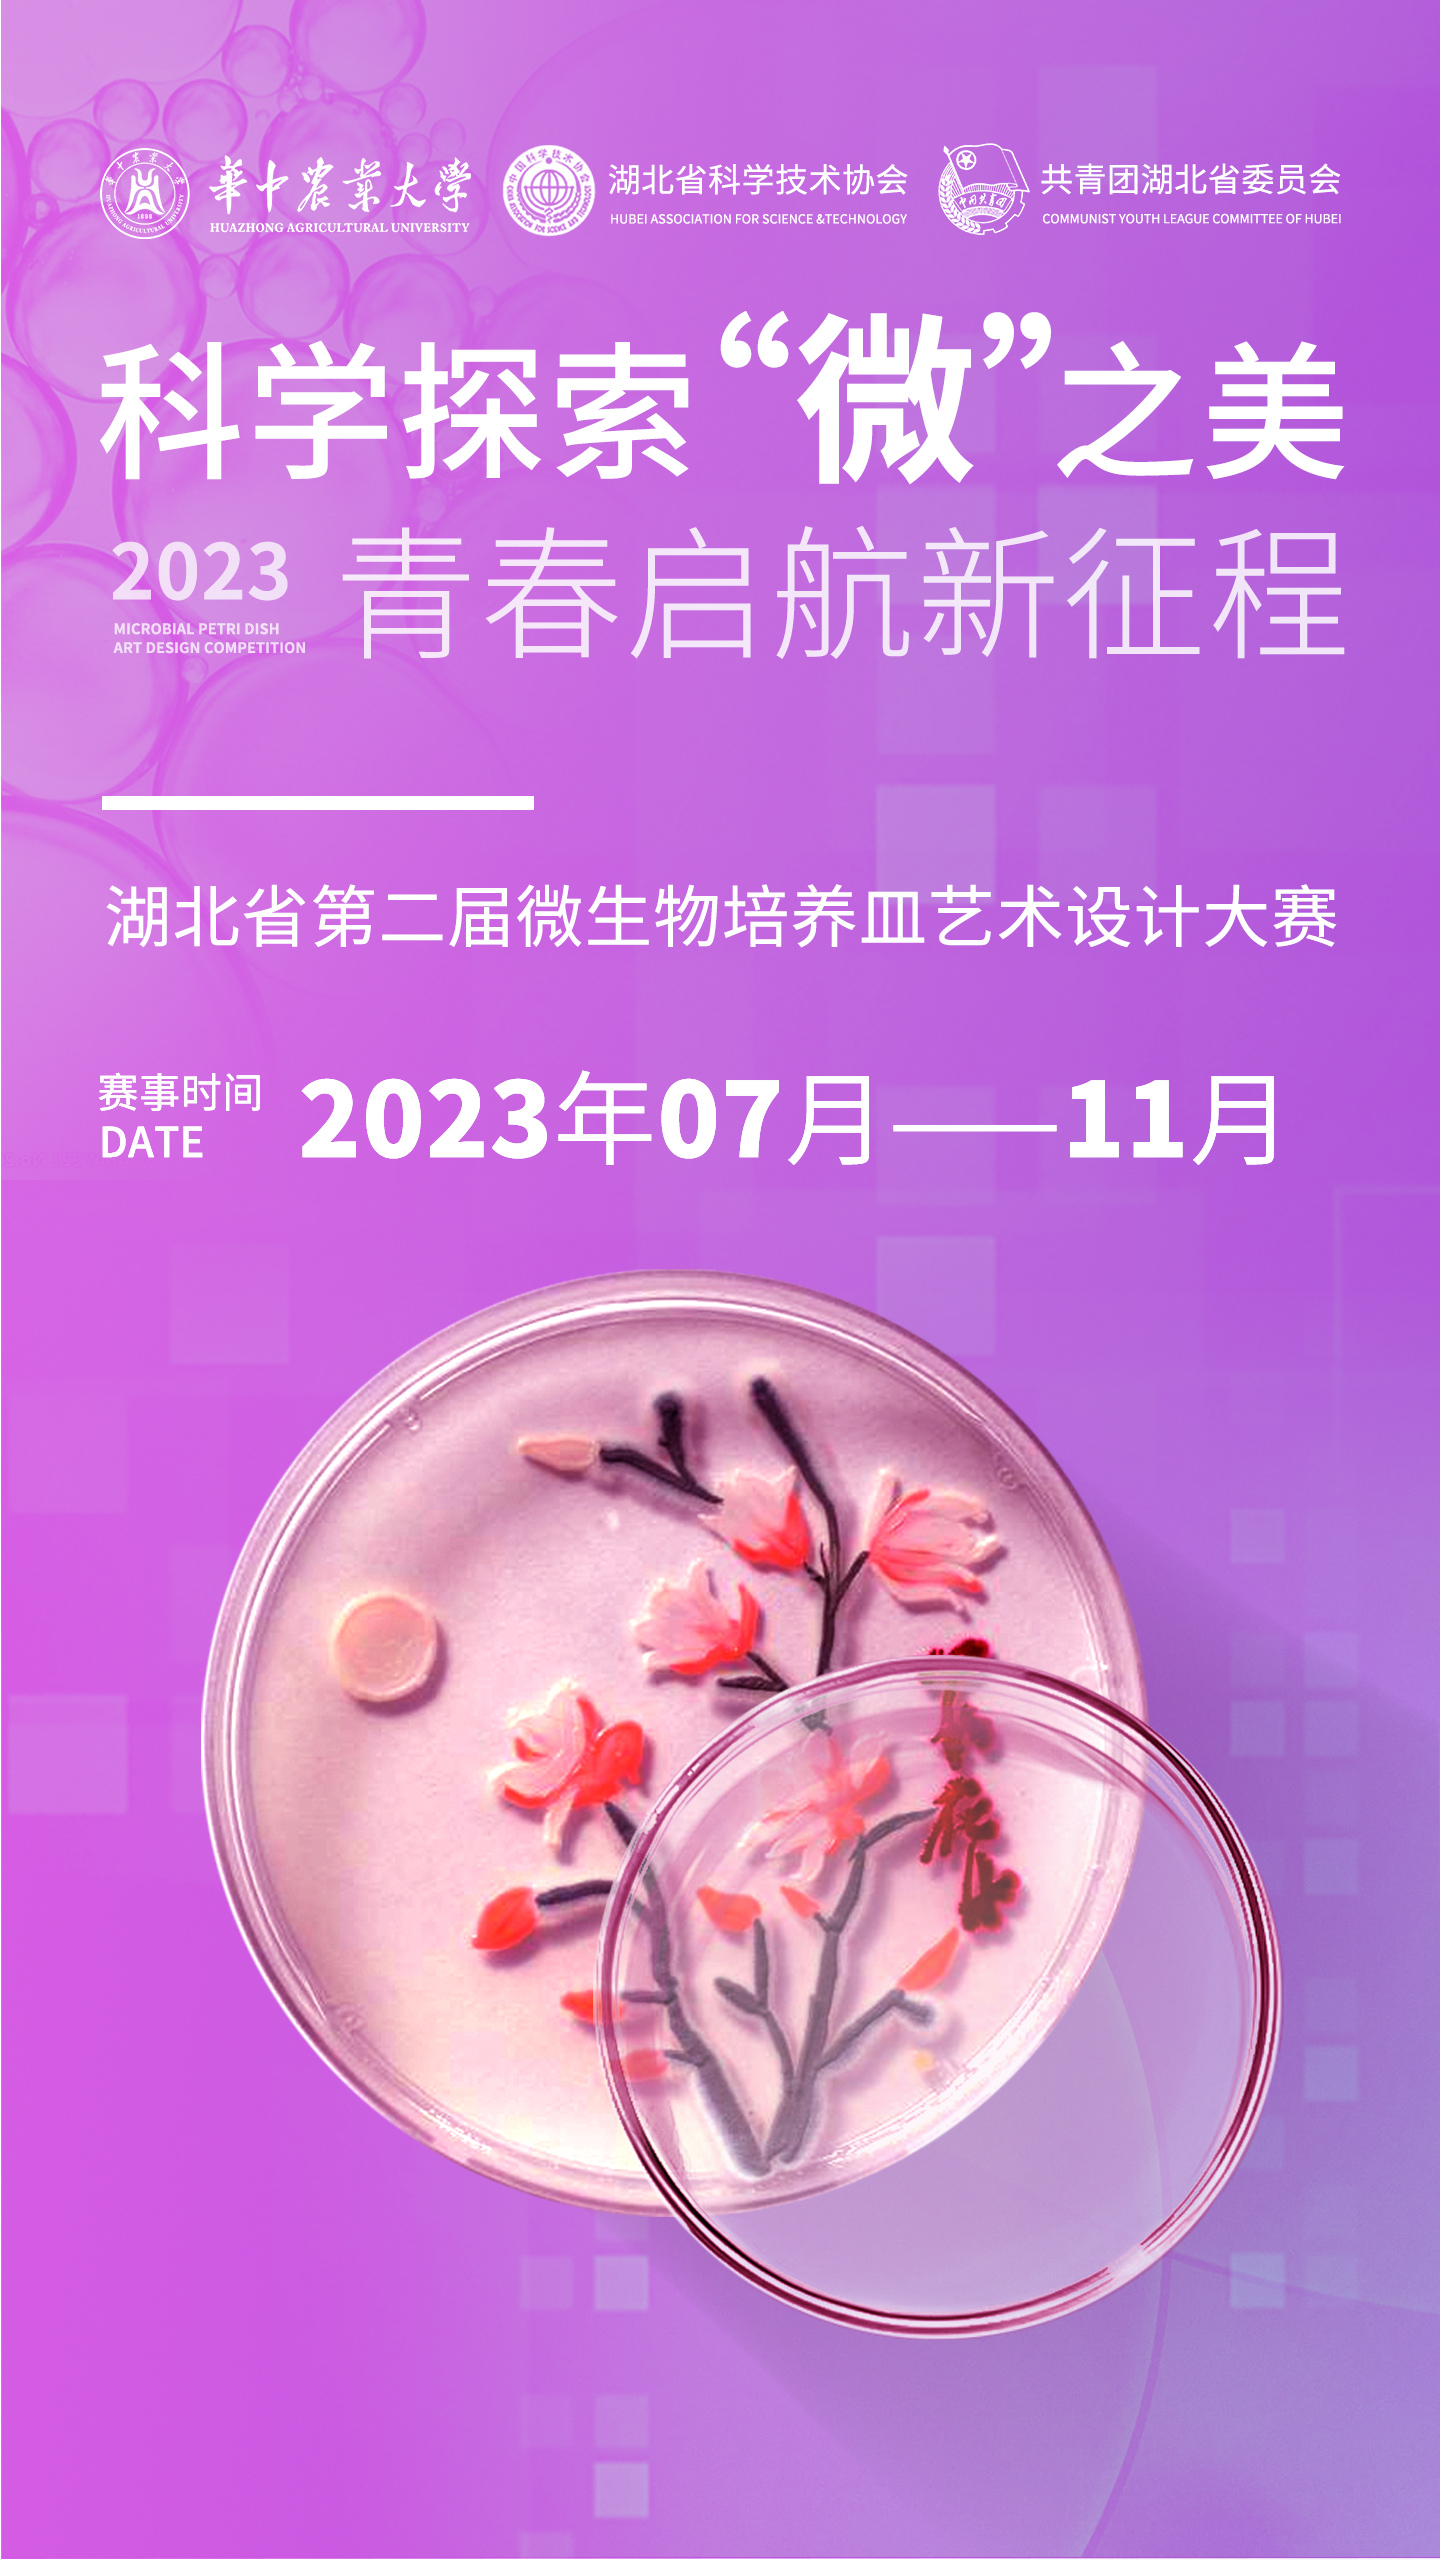 華中农業大学
HUAZHONG AGRICULTURAL UNIVERSITY
湖北省科学技术协会
HUBEI ASSOCIATION FOR SCIENCE &TECHNOLOGY
共青团湖北省委员会
COMMUNIST YOUTH LEAGUE COMMITTEE OF HUBEI
科学探索“微”之美
2023
MICROBIAL PETRI DISH
ART DESIGN COMPETITION
青春启航新征程
湖北省第二届微生物培养皿艺术设计大赛
赛事时间
DATE
2023年07月——11月